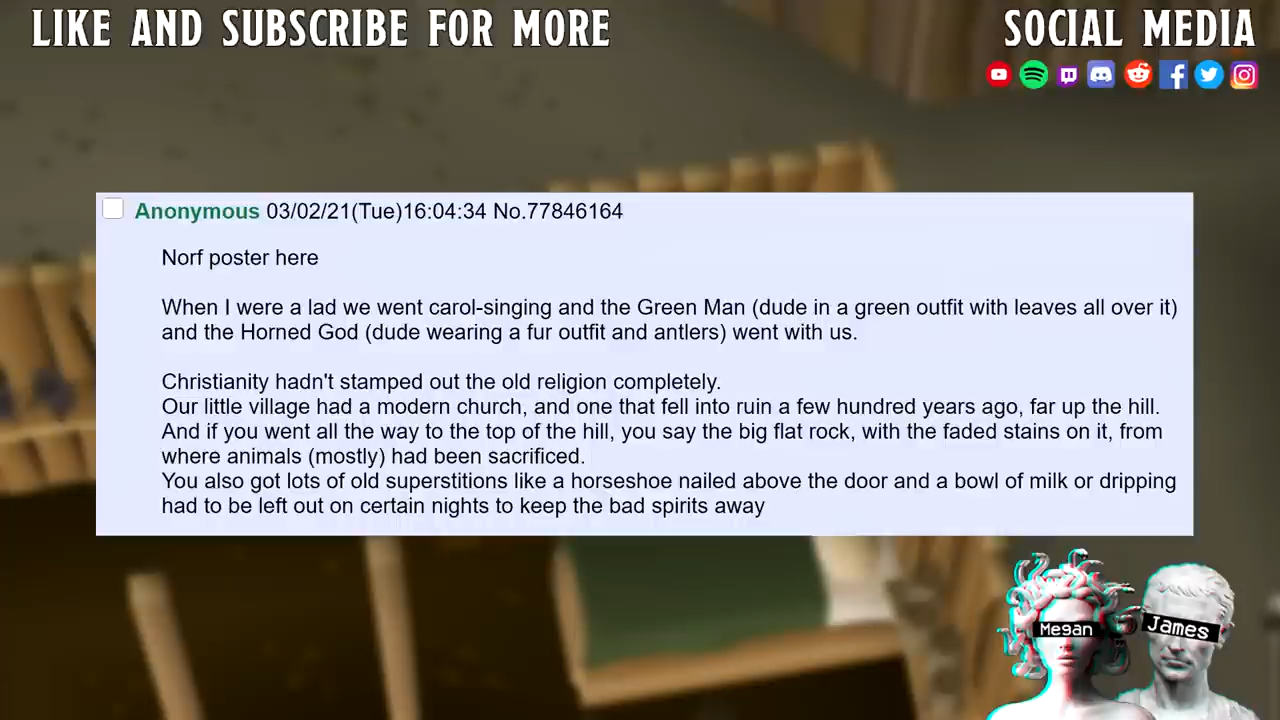 LIKE AND SUBSCRIBE FOR MORE
SOCIAL MEDIA
Anonymous 03/02/21(Tue)16:04:34 No.77846164
Norf poster here
When I were a lad we went carol-singing and the Green Man (dude in a green outfit with leaves all over it)
and the Horned God (dude wearing a fur outfit and antlers) went with us.
Christianity hadn't stamped out the old religion completely.
Our little village had a modern church, and one that fell into ruin a few hundred years ago, far up the hill.
And if you went all the way to the top of the hill, you say the big flat rock, with the faded stains on it, from
where animals (mostly) had been sacrificed.
You also got lots of old superstitions like a horseshoe nailed above the door and a bowl of milk or dripping
had to be left out on certain nights to keep the bad spirits away
Megan
James